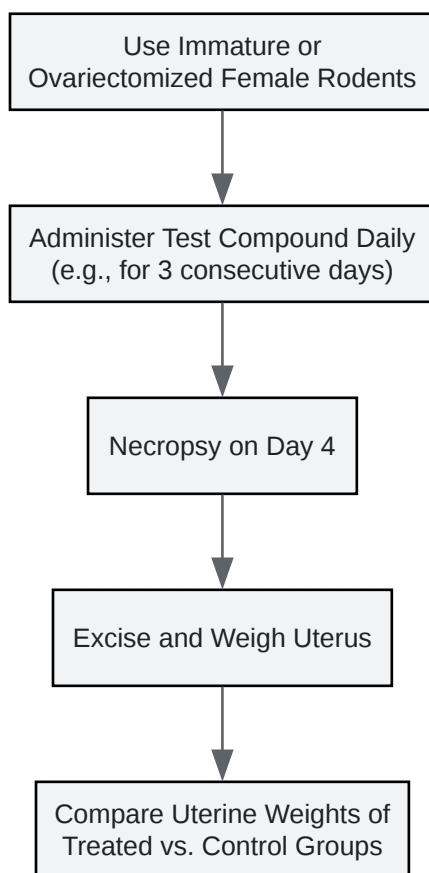 Use Immature or
Ovariectomized Female Rodents
Administer Test Compound Daily
(e.g., for 3 consecutive days)
Necropsy on Day 4
Excise and Weigh Uterus
Compare Uterine Weights of
Treated vs. Control Groups